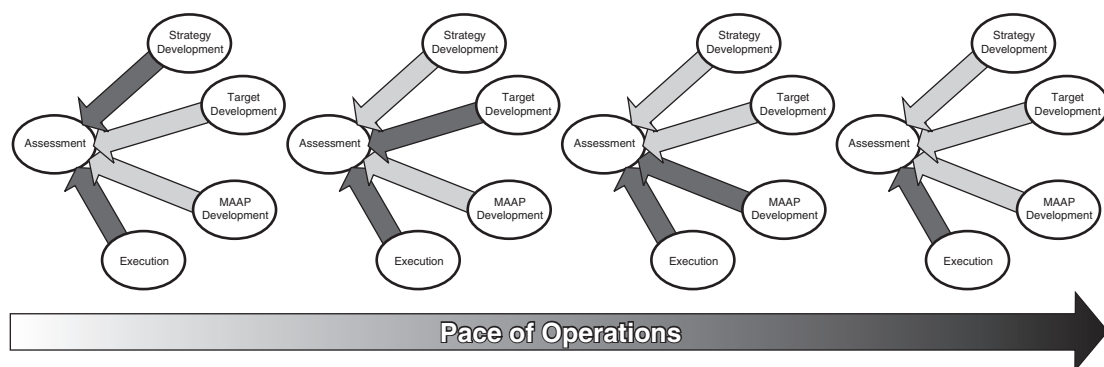 Strategy
Development
Target
Development
Assessment
MAAP
Development
Execution
Strategy
Development
Target
Development
Assessment
MAAP
Development
Execution
Strategy
Development
Target
Development
Assessment
MAAP
Development
Execution
Strategy
Development
Target
Development
Assessment
MAAP
Development
Execution
Pace of Operations